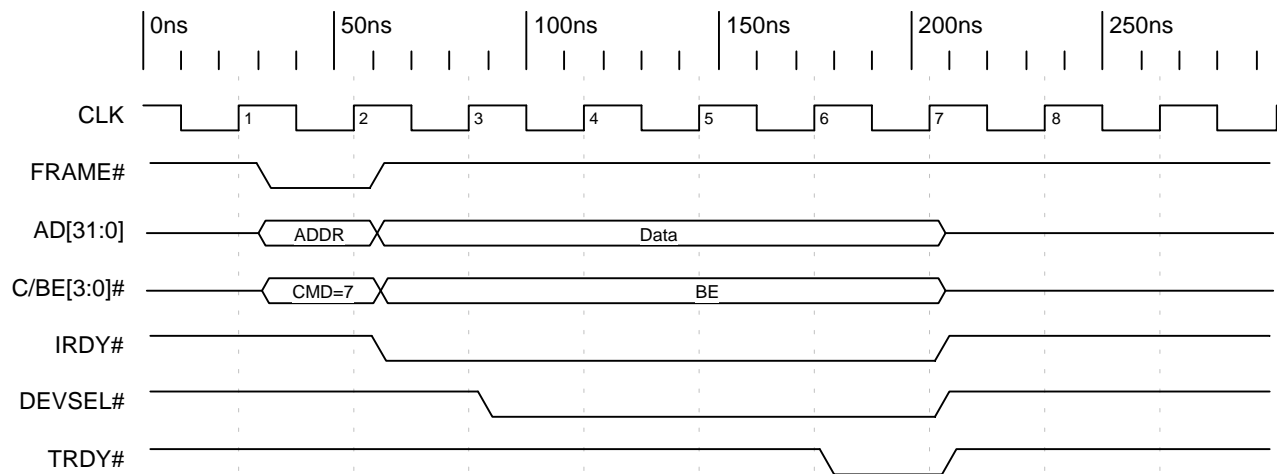 0ns 50ns 100ns 150ns 200ns 250ns
CLK 1 2 3 4 5 6 7 8
FRAME#
AD[31:0] ADDR Data
C/BE[3:0]# CMD=7 BE
IRDY#
DEVSEL#
TRDY#